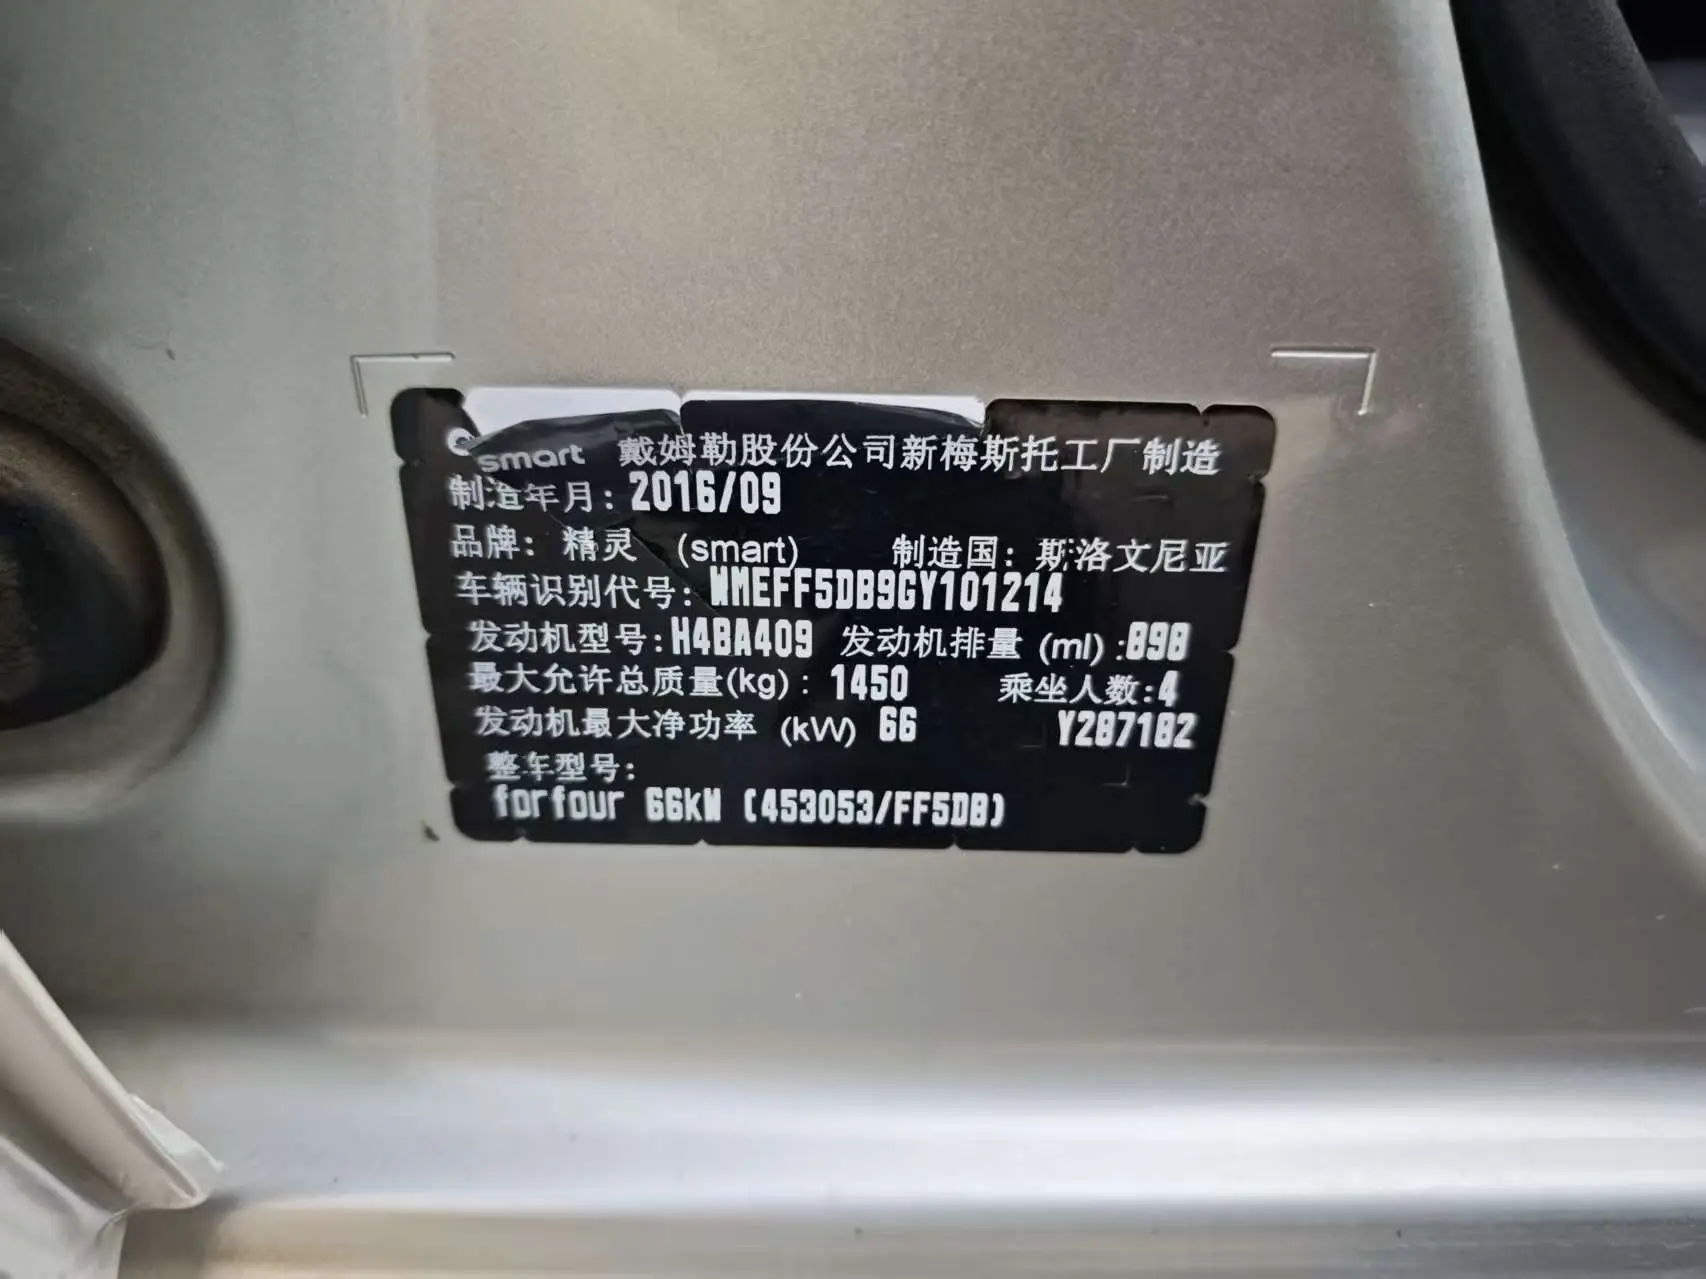 smart 戴姆勒股份公司新梅斯托工厂制造
制造年月：2016/09
品牌：精灵 (smart) 制造国：斯洛文尼亚
车辆识别代号：WMEFF5DB9GY101214
发动机型号：H4BA409 发动机排量 (ml)：898
最大允许总质量(kg)：1450 乘坐人数：4
发动机最大净功率 (kW) 66 Y287182
整车型号：
forfour 66kW (453053/FF5DB)